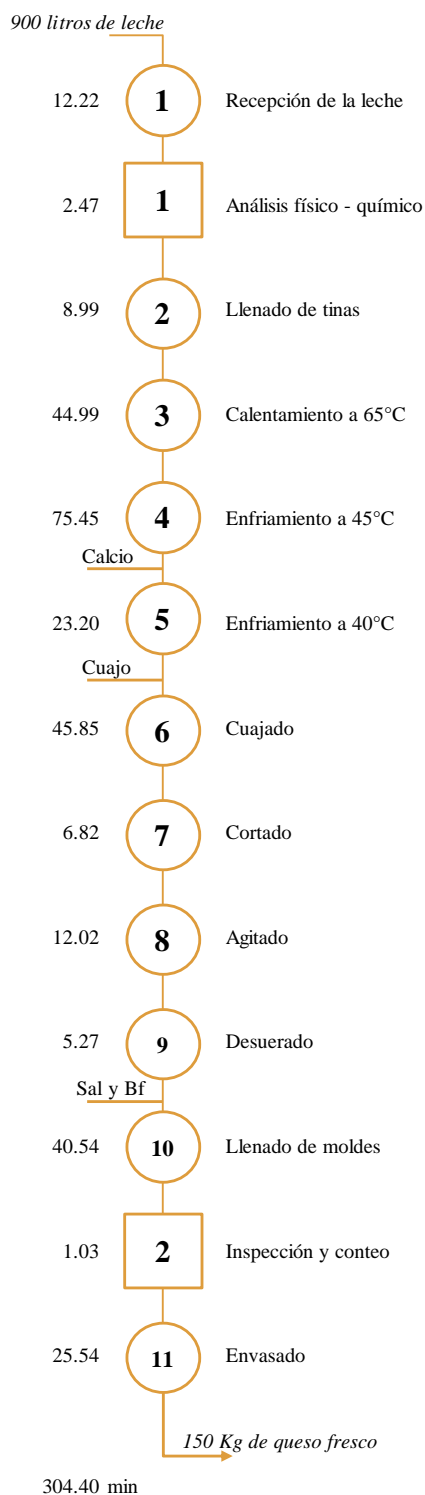 900 litros de leche
12.22 1 Recepción de la leche
2.47 1 Análisis físico - químico
8.99 2 Llenado de tinas
44.99 3 Calentamiento a 65°C
75.45 4 Enfriamiento a 45°C
Calcio
23.20 5 Enfriamiento a 40°C
Cuajo
45.85 6 Cuajado
6.82 7 Cortado
12.02 8 Agitado
5.27 9 Desuerado
Sal y Bf
40.54 10 Llenado de moldes
1.03 2 Inspección y conteo
25.54 11 Envasado
150 Kg de queso fresco
304.40 min